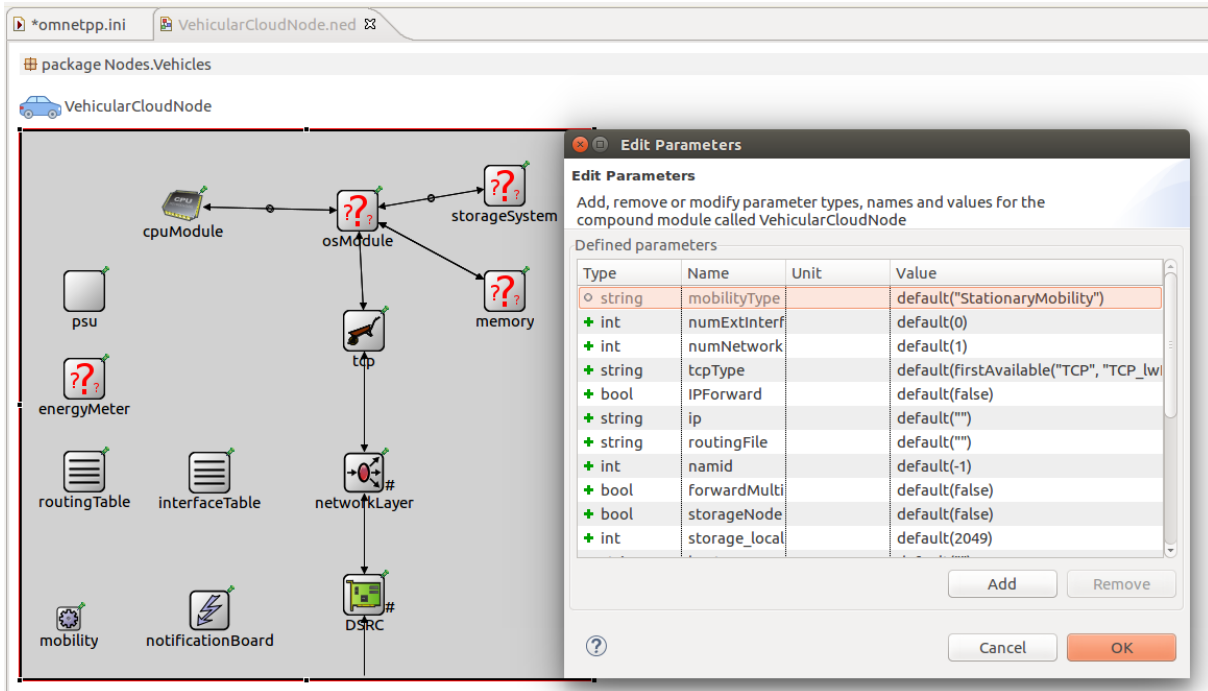 *omnetpp.ini VehicularCloudNode.ned
package Nodes.Vehicles
VehicularCloudNode
CPU
cpuModule
??? osModule
??? storageSystem
??? memory
psu
tcp
???
energyMeter
routingTable
interfaceTable
#
networkLayer
mobility
notificationBoard
#
DSRC
Edit Parameters
Edit Parameters
Add, remove or modify parameter types, names and values for the
compound module called VehicularCloudNode
Defined parameters
Type Name Unit Value
string mobilityType default("StationaryMobility")
int numExtInterf default(0)
int numNetwork default(1)
string tcpType default(firstAvailable("TCP", "TCP_lwI
bool IPForward default(false)
string ip default("")
string routingFile default("")
int namid default(-1)
bool forwardMulti default(false)
bool storageNode default(false)
int storage_local default(2049)
Add Remove
? Cancel OK